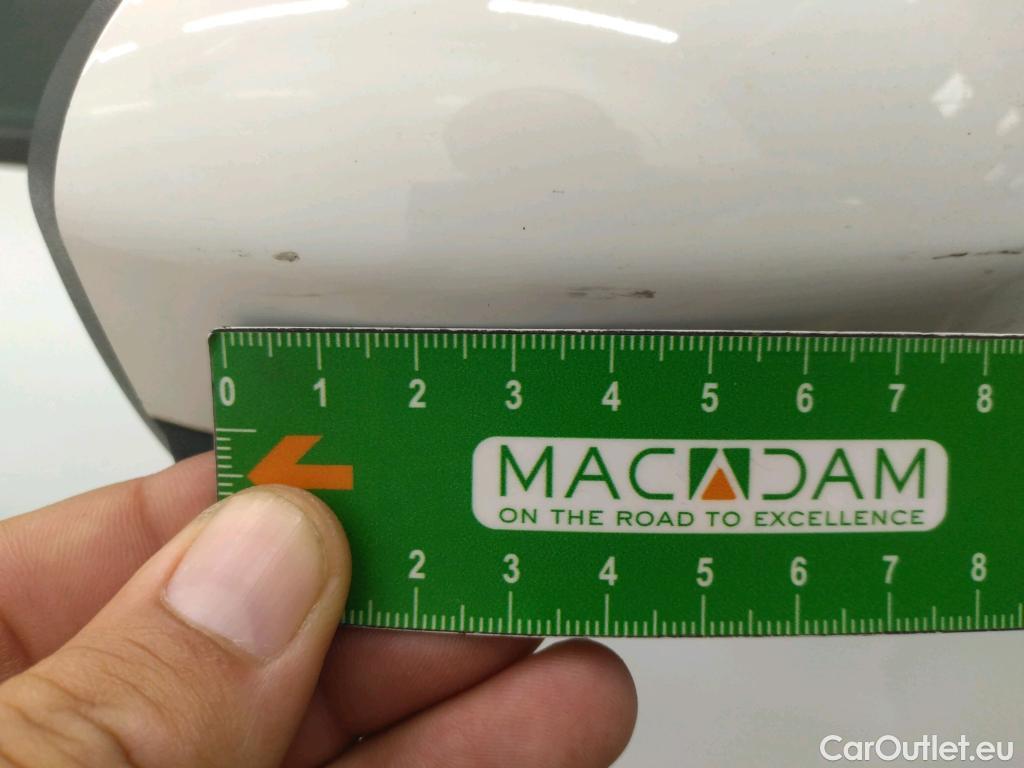 0 1 2 3 4 5 6 7 8
MACADAM
ON THE ROAD TO EXCELLENCE
2 3 4 5 6 7 8
CarOutlet.eu